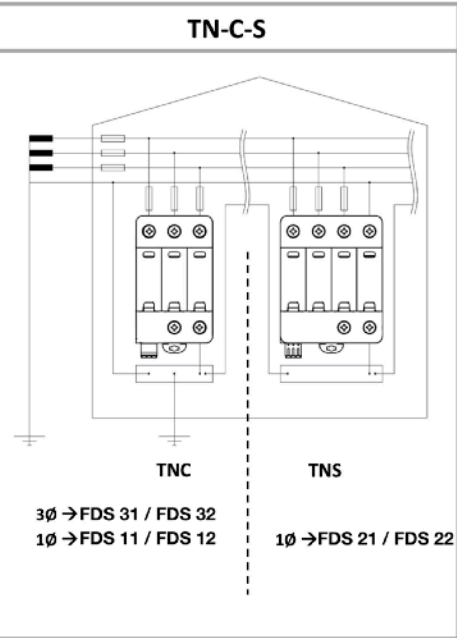 TN-C-S
TNC
TNS
3Ø →FDS 31 / FDS 32
1Ø →FDS 11 / FDS 12
1Ø →FDS 21 / FDS 22